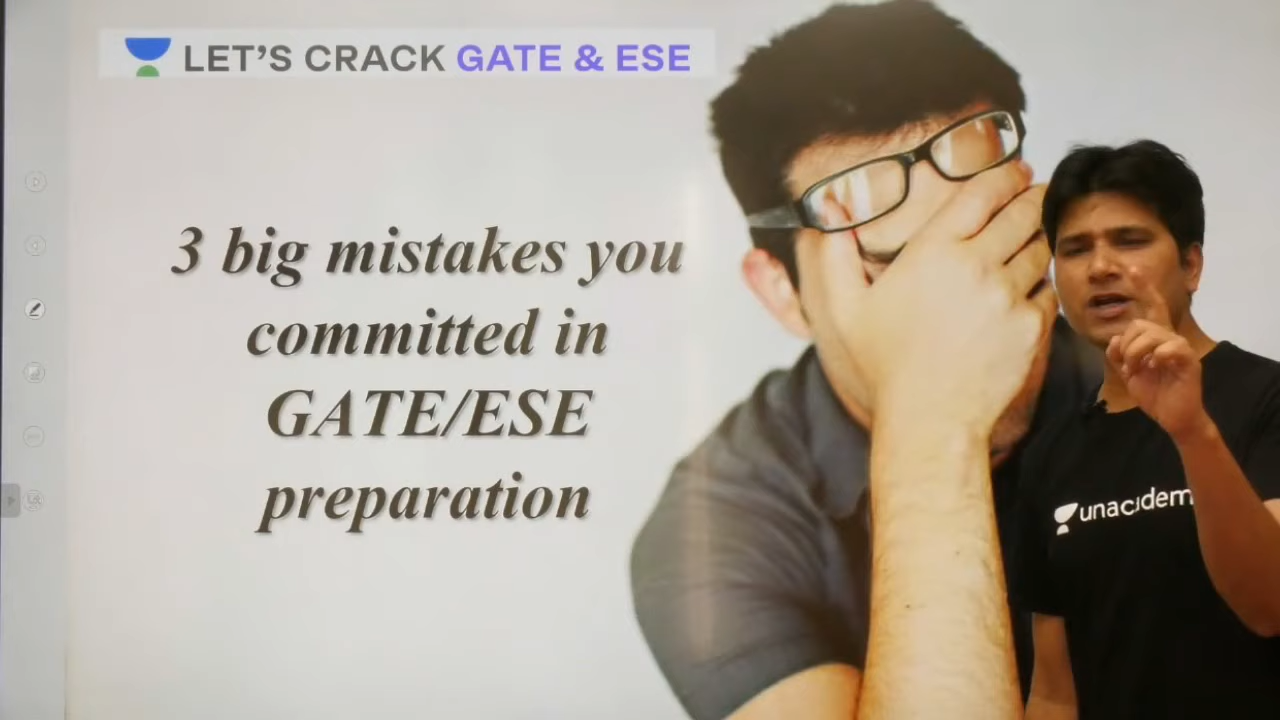 LET'S CRACK GATE & ESE
3 big mistakes you
committed in
GATE/ESE
preparation
unacadem